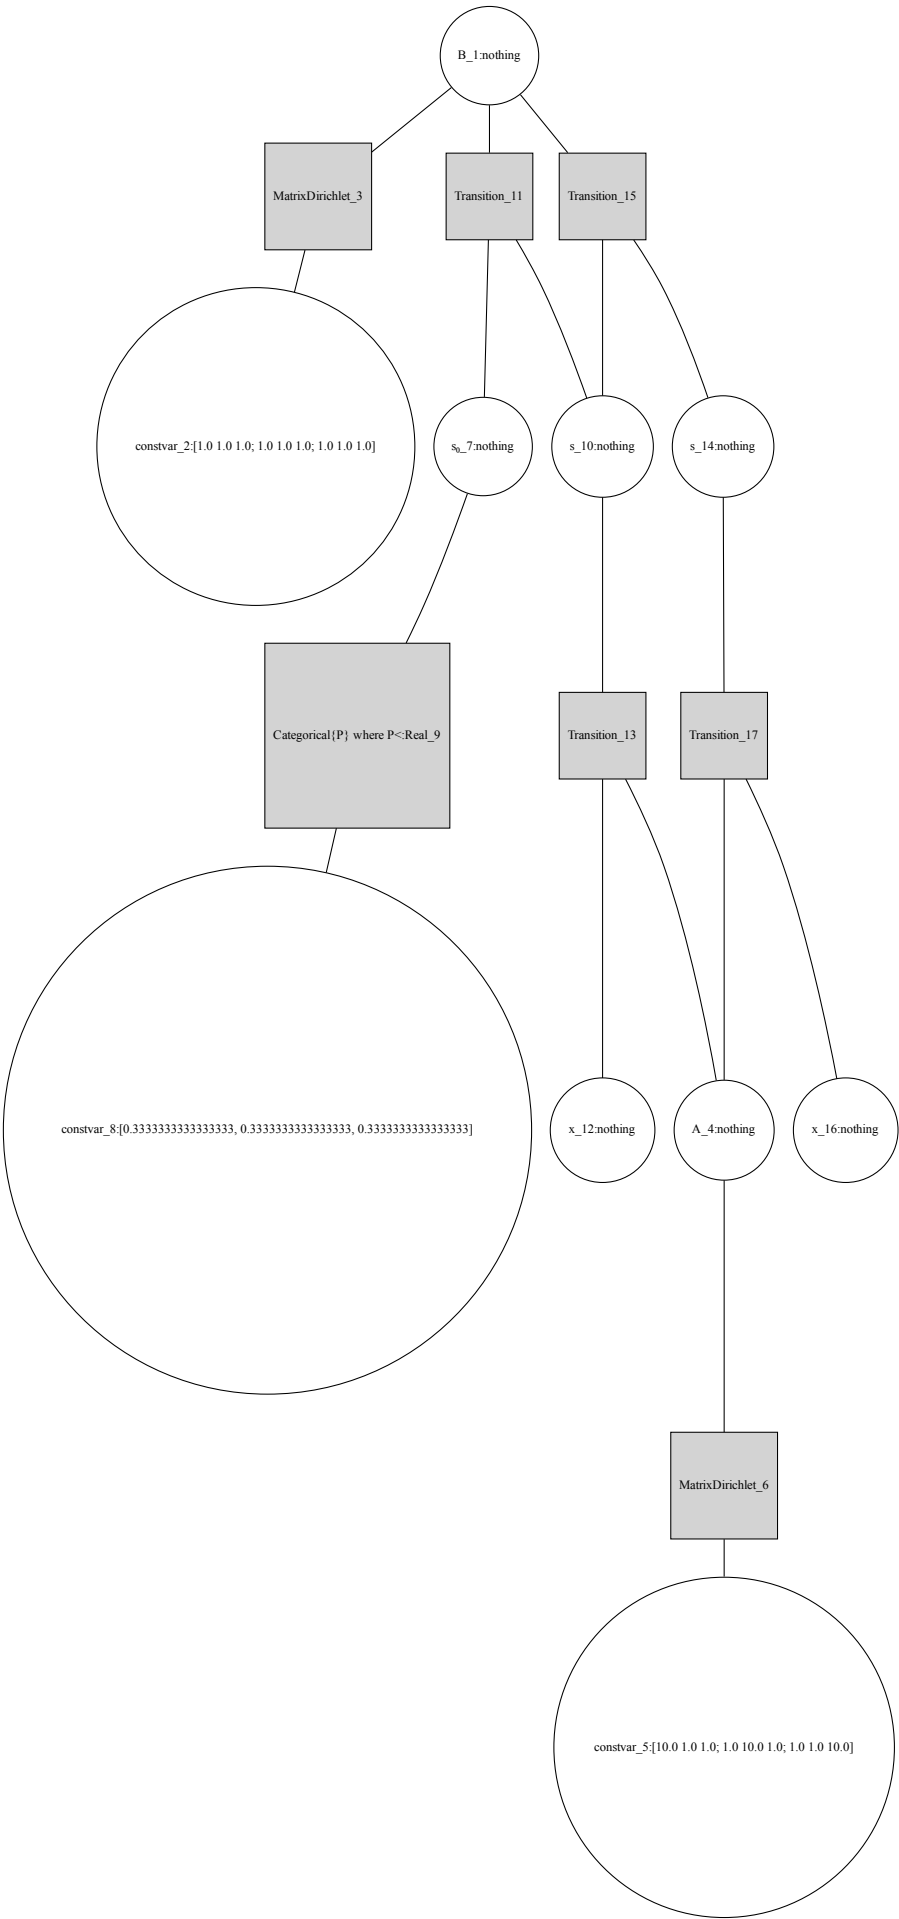 B_1:nothing
MatrixDirichlet_3
Transition_11
Transition_15
constvar_2:[1.0 1.0 1.0; 1.0 1.0 1.0; 1.0 1.0 1.0]
s₀_7:nothing
s_10:nothing
s_14:nothing
Categorical{P} where P<:Real_9
Transition_13
Transition_17
constvar_8:[0.3333333333333333, 0.3333333333333333, 0.3333333333333333]
x_12:nothing
A_4:nothing
x_16:nothing
MatrixDirichlet_6
constvar_5:[10.0 1.0 1.0; 1.0 10.0 1.0; 1.0 1.0 10.0]